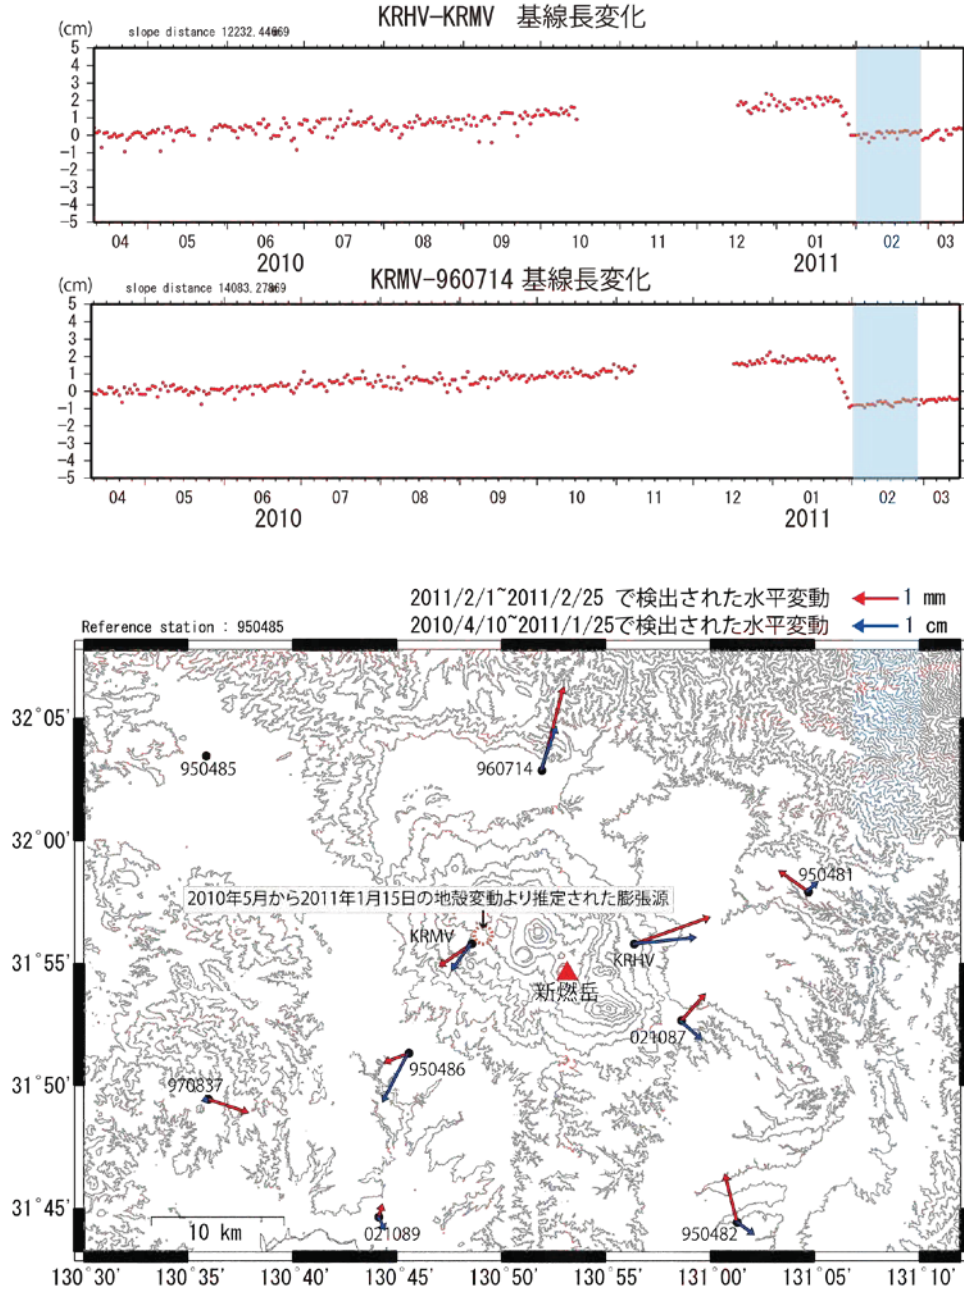 KRHV-KRMV 基線長変化
(cm)
slope distance 12232.44
5
4
3
2
1
0
-1
-2
-3
-4
-5
04 05 06 07 08 09 10 11 12 01 02 03
2010 2011
KRMV-960714 基線長変化
(cm)
slope distance 14083.27
5
4
3
2
1
0
-1
-2
-3
-4
-5
04 05 06 07 08 09 10 11 12 01 02 03
2010 2011
2011/2/1~2011/2/25 で検出された水平変動 1 mm
2010/4/10~2011/1/25で検出された水平変動 1 cm
Reference station : 950485
32°05'
32°00'
31°55'
31°50'
31°45'
950485
960714
950481
2010年5月から2011年1月15日の地殻変動より推定された膨張源
KRMV
KRHV
新燃岳
021087
950486
970837
021089
950482
10 km
130°30' 130°35' 130°40' 130°45' 130°50' 130°55' 131°00' 131°05' 131°10'